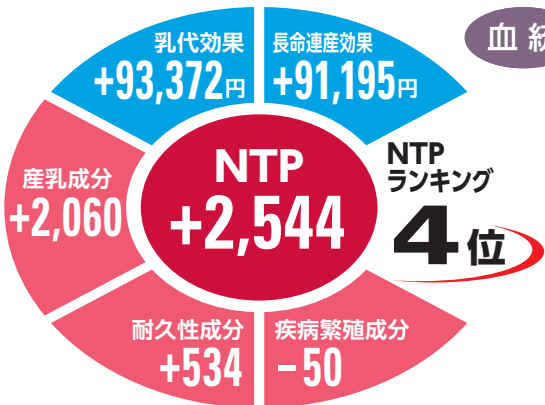 乳代効果
+93,372円
長命連産効果
+91,195円
血統
産乳成分
+2,060
NTP
+2,544
NTP
ランキング
4位
耐久性成分
+534
疾病繁殖成分
−50